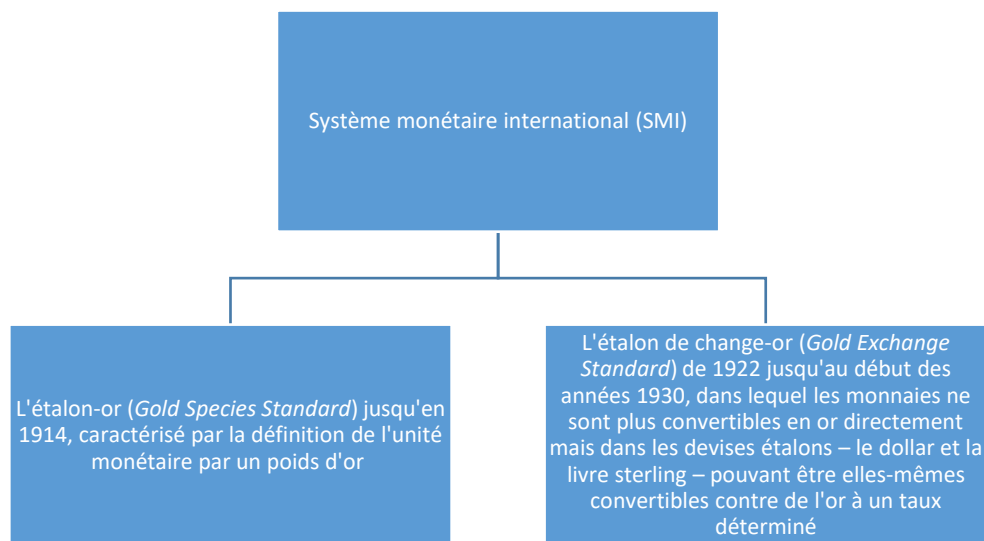 Système monétaire international (SMI)
L'étalon-or (Gold Species Standard) jusqu'en
1914, caractérisé par la définition de l'unité
monétaire par un poids d'or
L'étalon de change-or (Gold Exchange
Standard) de 1922 jusqu'au début des
années 1930, dans lequel les monnaies ne
sont plus convertibles en or directement
mais dans les devises étalons – le dollar et la
livre sterling – pouvant être elles-mêmes
convertibles contre de l'or à un taux
déterminé